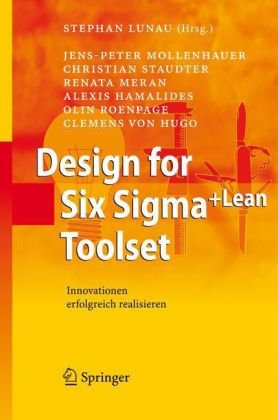 STEPHAN LUNAU (Hrsg.)
JENS-PETER MOLLENHAUER
CHRISTIAN STAUDTER
RENATA MERAN
ALEXIS HAMALIDES
OLIN ROENPAGE
CLEMENS VON HUGO
Design for
Six Sigma+Lean
Toolset
Innovationen
erfolgreich realisieren
Springer